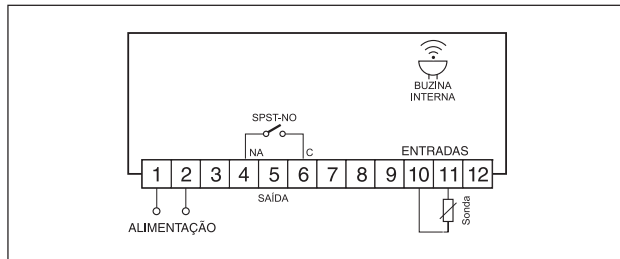 BUZINA
INTERNA
SPST-NO
NA
C
ENTRADAS
1 2 3 4 5 6 7 8 9 10 11 12
SAÍDA
ALIMENTAÇÃO
Sonda